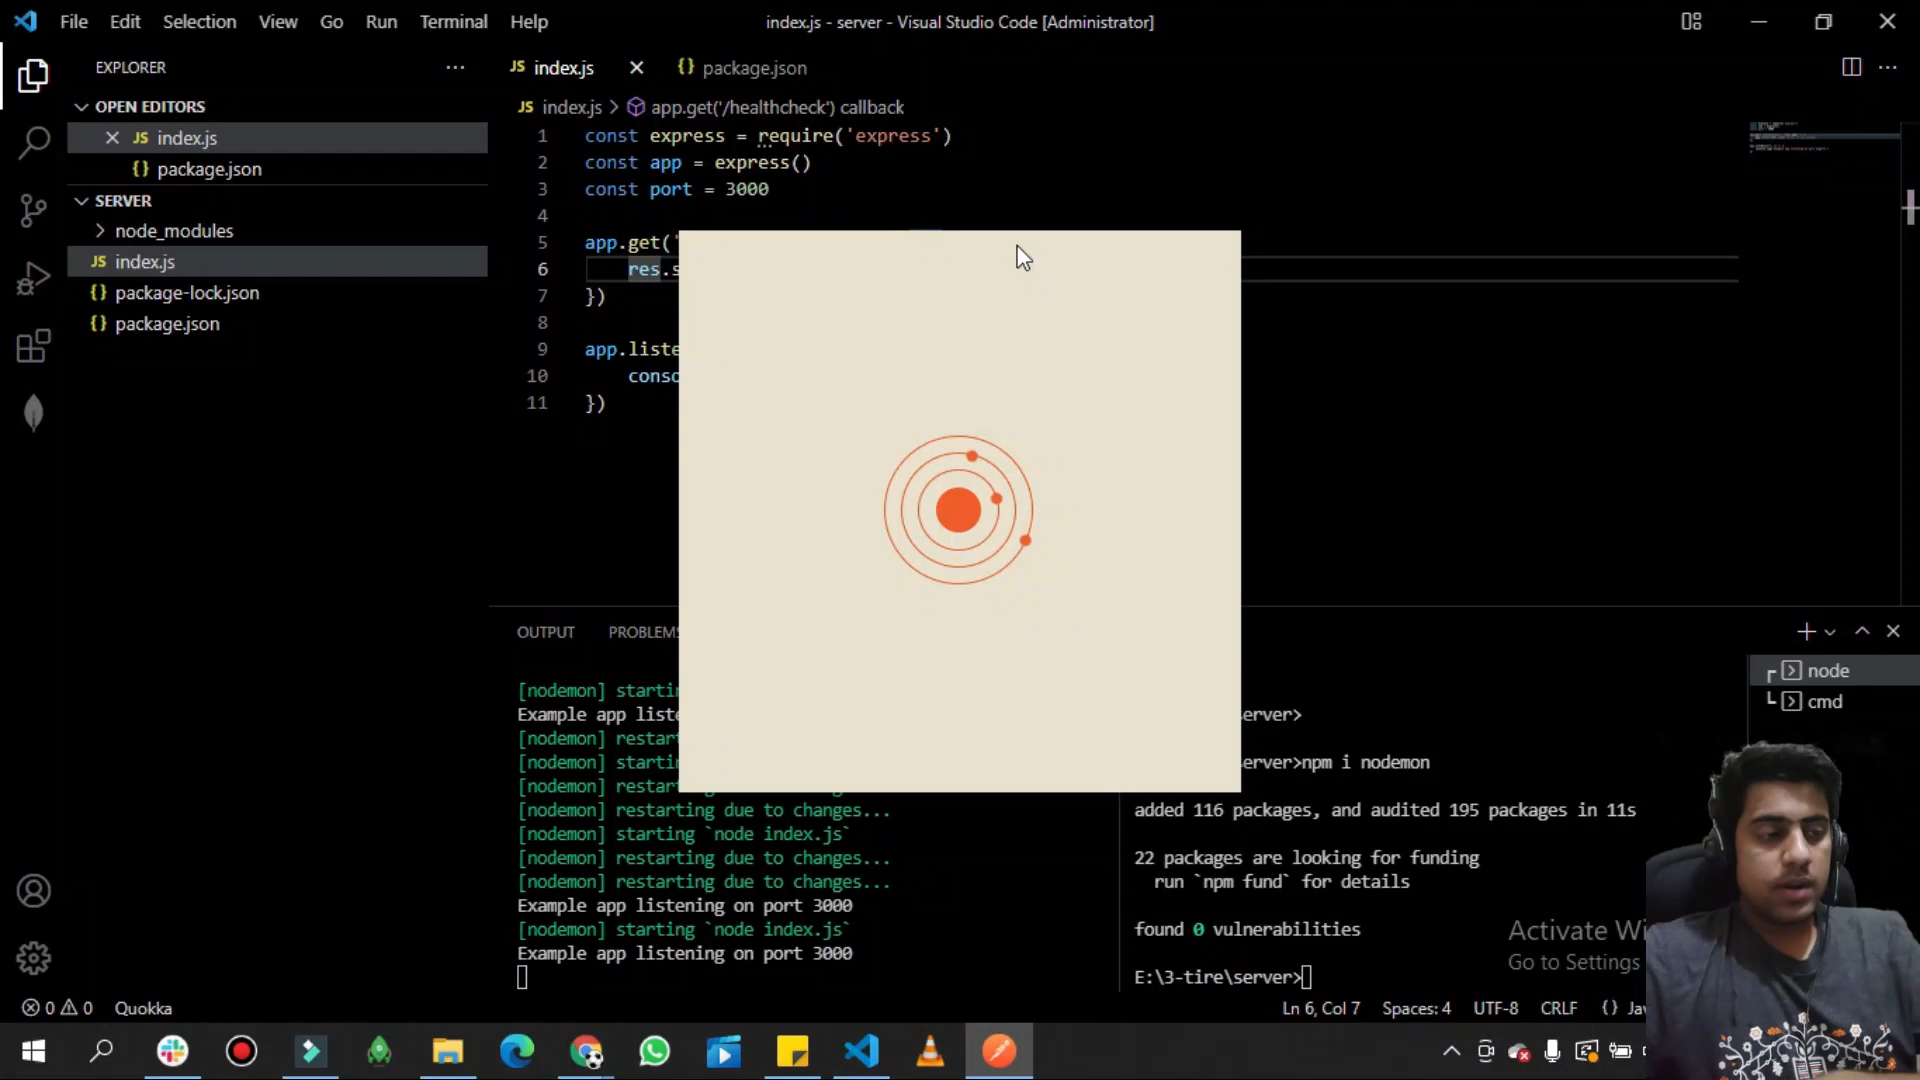 File Edit Selection View Go Run Terminal Help
index.js - server - Visual Studio Code [Administrator]
EXPLORER
OPEN EDITORS
JS index.js
{} package.json
SERVER
node_modules
JS index.js
{} package-lock.json
{} package.json
JS index.js
{} package.json
JS index.js > app.get('/healthcheck') callback
1 const express = require('express')
2 const app = express()
3 const port = 3000
4
5 app.get('
6 res.s
7 })
8
9 app.liste
10 conso
11 })
OUTPUT PROBLEMS
[nodemon] starti
Example app liste
[nodemon] restar
[nodemon] starti
[nodemon] restar
[nodemon] restarting due to changes...
[nodemon] starting `node index.js`
[nodemon] restarting due to changes...
[nodemon] restarting due to changes...
Example app listening on port 3000
[nodemon] starting `node index.js`
Example app listening on port 3000
erver>
erver>npm i nodemon
added 116 packages, and audited 195 packages in 11s
22 packages are looking for funding
run `npm fund` for details
found 0 vulnerabilities
E:\3-tire\server>
node
cmd
Activate Wi
Go to Settings
0 0 Quokka
Ln 6, Col 7 Spaces: 4 UTF-8 CRLF {} Jav